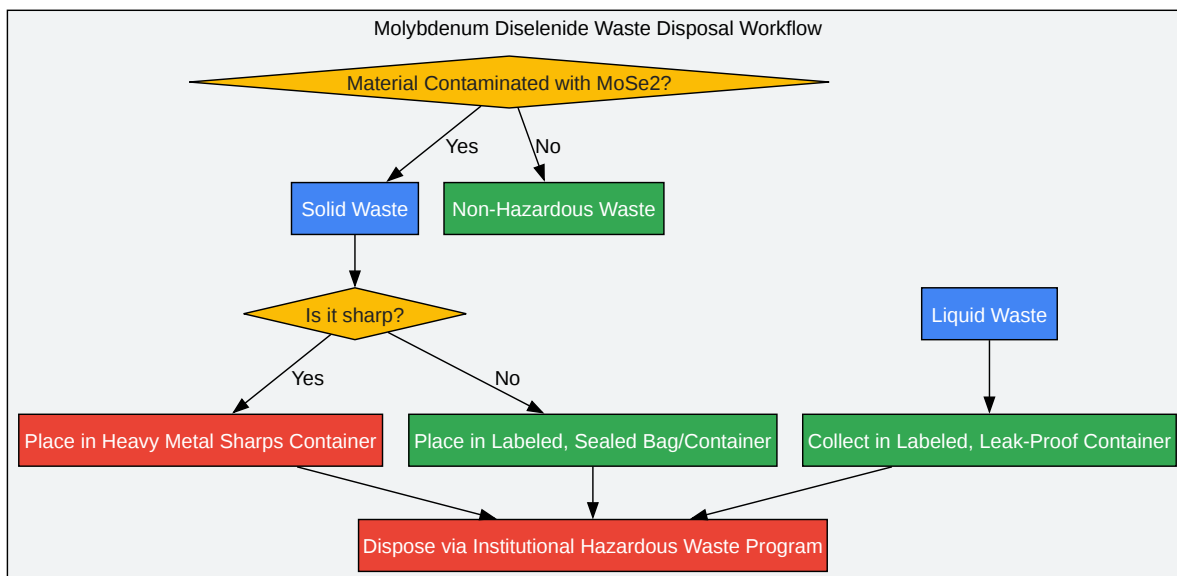 Molybdenum Diselenide Waste Disposal Workflow
Material Contaminated with MoSe2?
Yes
No
Solid Waste
Non-Hazardous Waste
Is it sharp?
Liquid Waste
Yes
No
Place in Heavy Metal Sharps Container
Place in Labeled, Sealed Bag/Container
Collect in Labeled, Leak-Proof Container
Dispose via Institutional Hazardous Waste Program